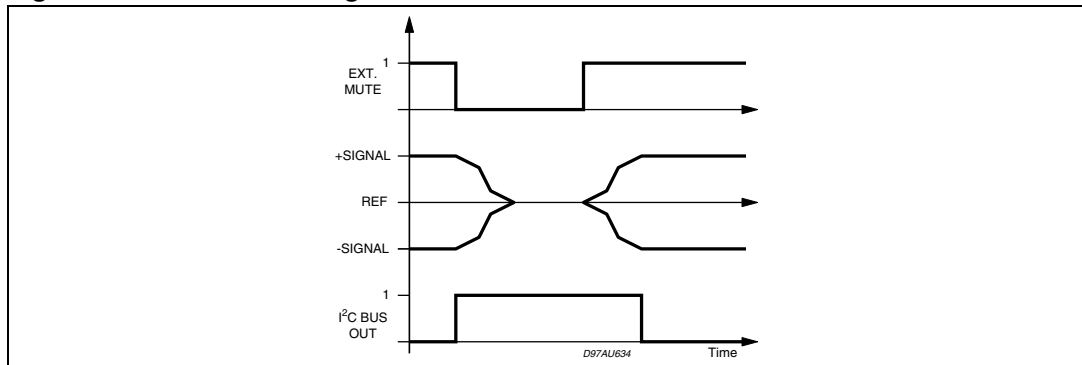 1
EXT.
MUTE
+SIGNAL
REF
-SIGNAL
1
I²C BUS
OUT
D97AU634
Time